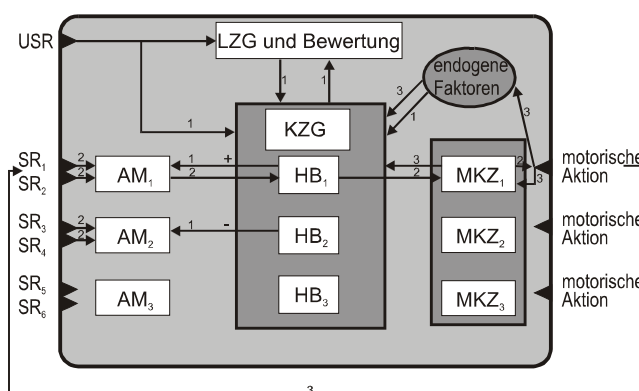 USR
LZG und Bewertung
endogene
Faktoren
1
1
3
1
3
KZG
1
SR₁
2
SR₂
2
AM₁
1
+
2
HB₁
3
2
MKZ₁
2
3
motorische
Aktion
SR₃
2
SR₄
2
AM₂
1
-
HB₂
MKZ₂
motorische
Aktion
SR₅
SR₆
AM₃
HB₃
MKZ₃
motorische
Aktion
3